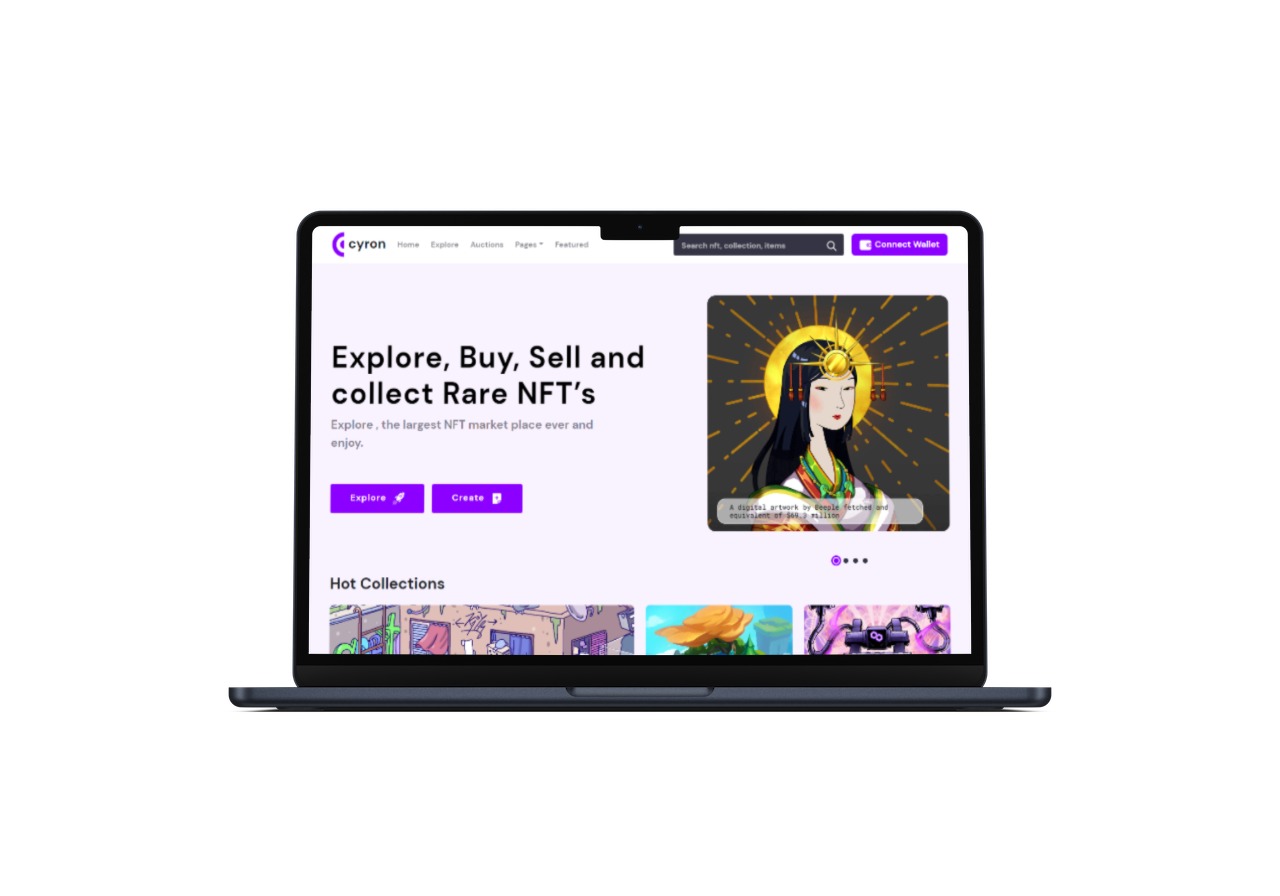 cyron
Home
Explore
Auctions
Pages
Featured
Search nft, collection, items
Connect Wallet
Explore, Buy, Sell and
collect Rare NFT’s
Explore , the largest NFT market place ever and
enjoy.
Explore
Create
A digital artwork by Beeple fetched and
equivalent of $69.3 million
Hot Collections